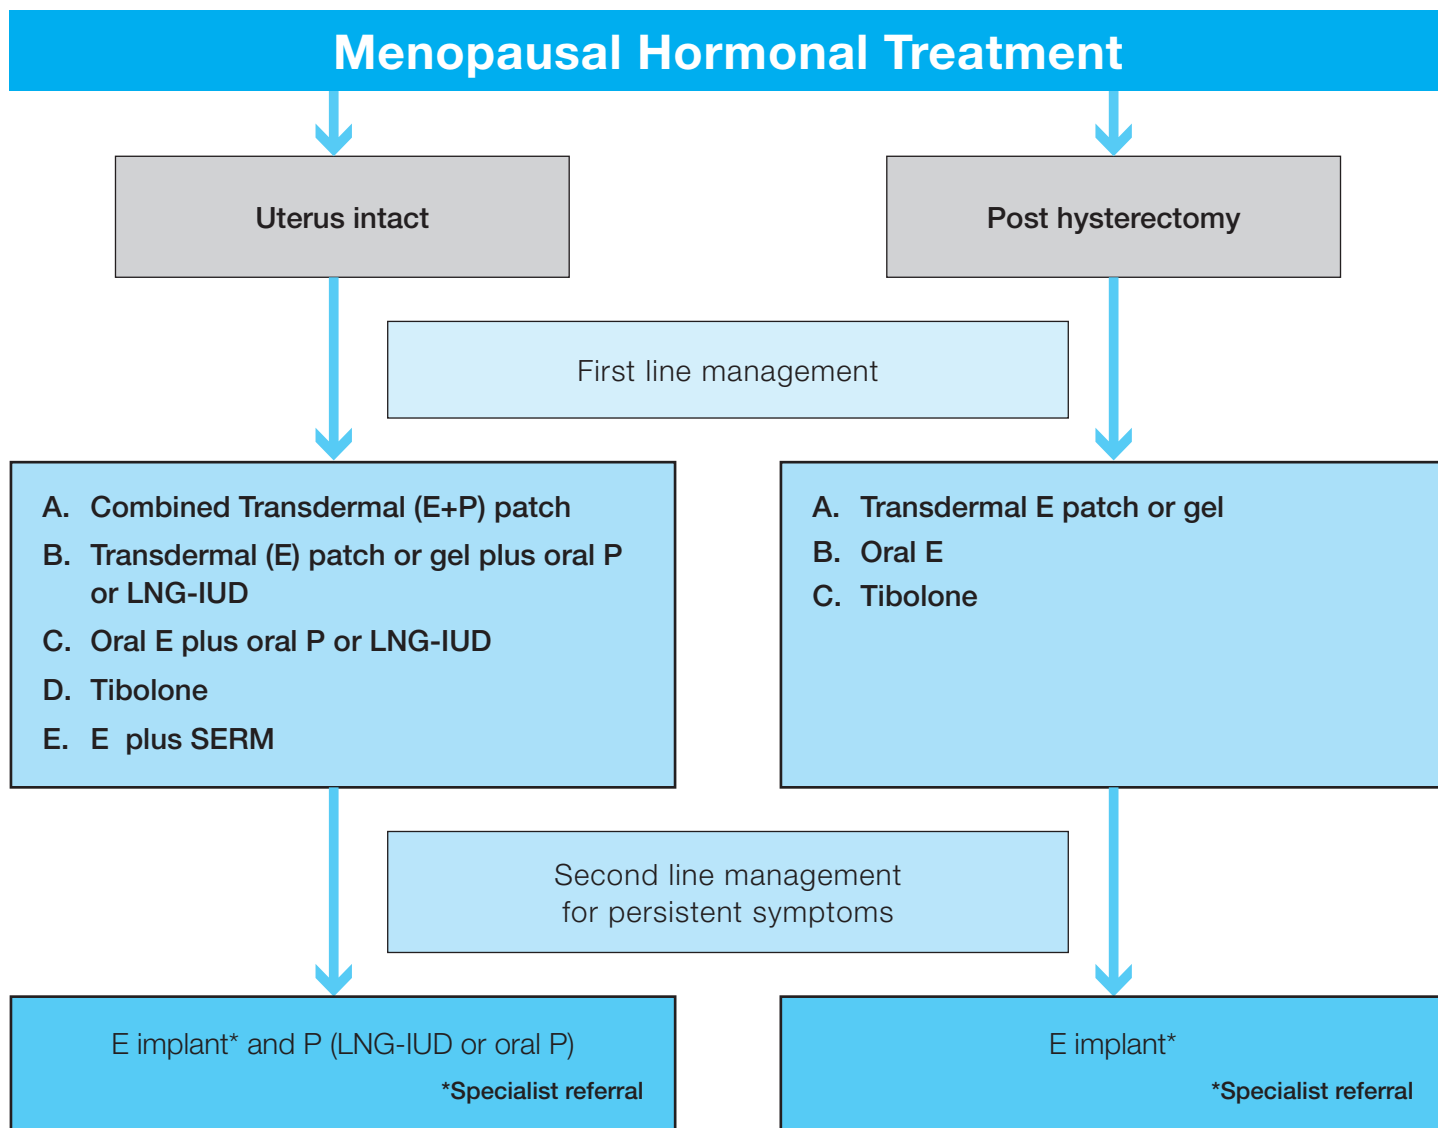 Menopausal Hormonal Treatment
Uterus intact
Post hysterectomy
First line management
A. Combined Transdermal (E+P) patch
B. Transdermal (E) patch or gel plus oral P
or LNG-IUD
C. Oral E plus oral P or LNG-IUD
D. Tibolone
E. E plus SERM
A. Transdermal E patch or gel
B. Oral E
C. Tibolone
Second line management
for persistent symptoms
E implant* and P (LNG-IUD or oral P)
*Specialist referral
E implant*
*Specialist referral